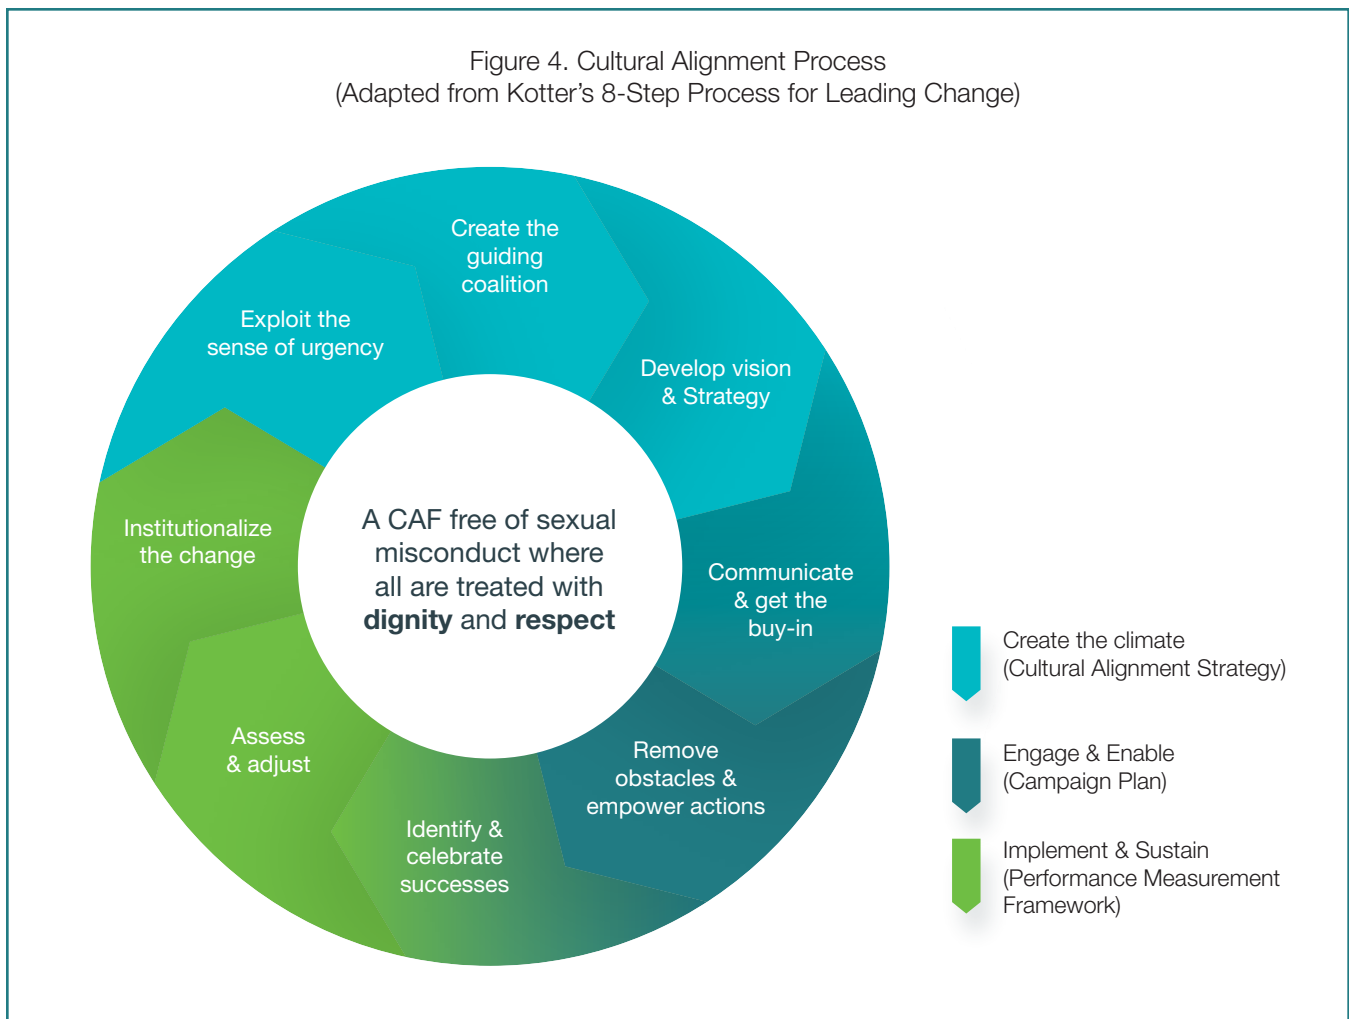 Figure 4. Cultural Alignment Process
(Adapted from Kotter’s 8-Step Process for Leading Change)
Exploit the
sense of urgency
Create the
guiding
coalition
Develop vision
& Strategy
Communicate
& get the
buy-in
Remove
obstacles &
empower actions
Identify &
celebrate
successes
Assess
& adjust
Institutionalize
the change
A CAF free of sexual
misconduct where
all are treated with
dignity and respect
Create the climate
(Cultural Alignment Strategy)
Engage & Enable
(Campaign Plan)
Implement & Sustain
(Performance Measurement
Framework)